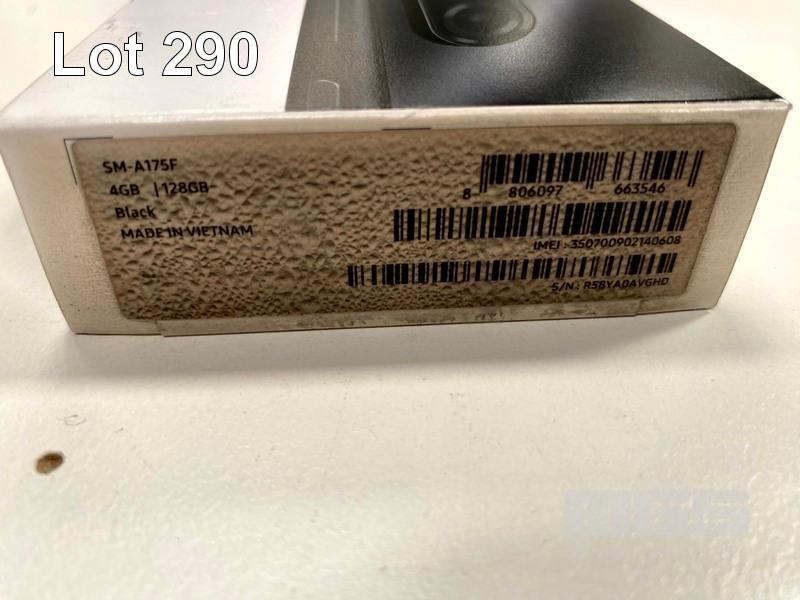 Lot 290
SM-A175F
4GB | 128GB
Black
MADE IN VIETNAM
8 806097 663546
IMEI : 350700902140608
S/N : R58YA0AVGHD